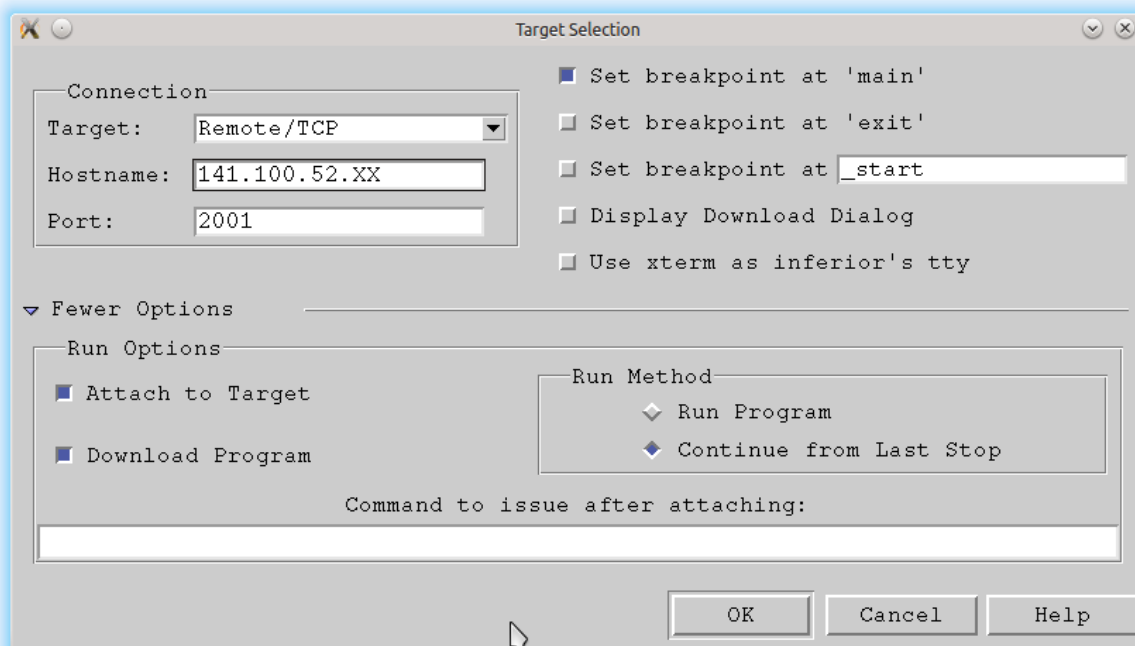 Target Selection
Connection
Target: Remote/TCP
Hostname: 141.100.52.XX
Port: 2001
Set breakpoint at 'main'
Set breakpoint at 'exit'
Set breakpoint at _start
Display Download Dialog
Use xterm as inferior's tty
Fewer Options
Run Options
Attach to Target
Download Program
Run Method
Run Program
Continue from Last Stop
Command to issue after attaching:
OK Cancel Help